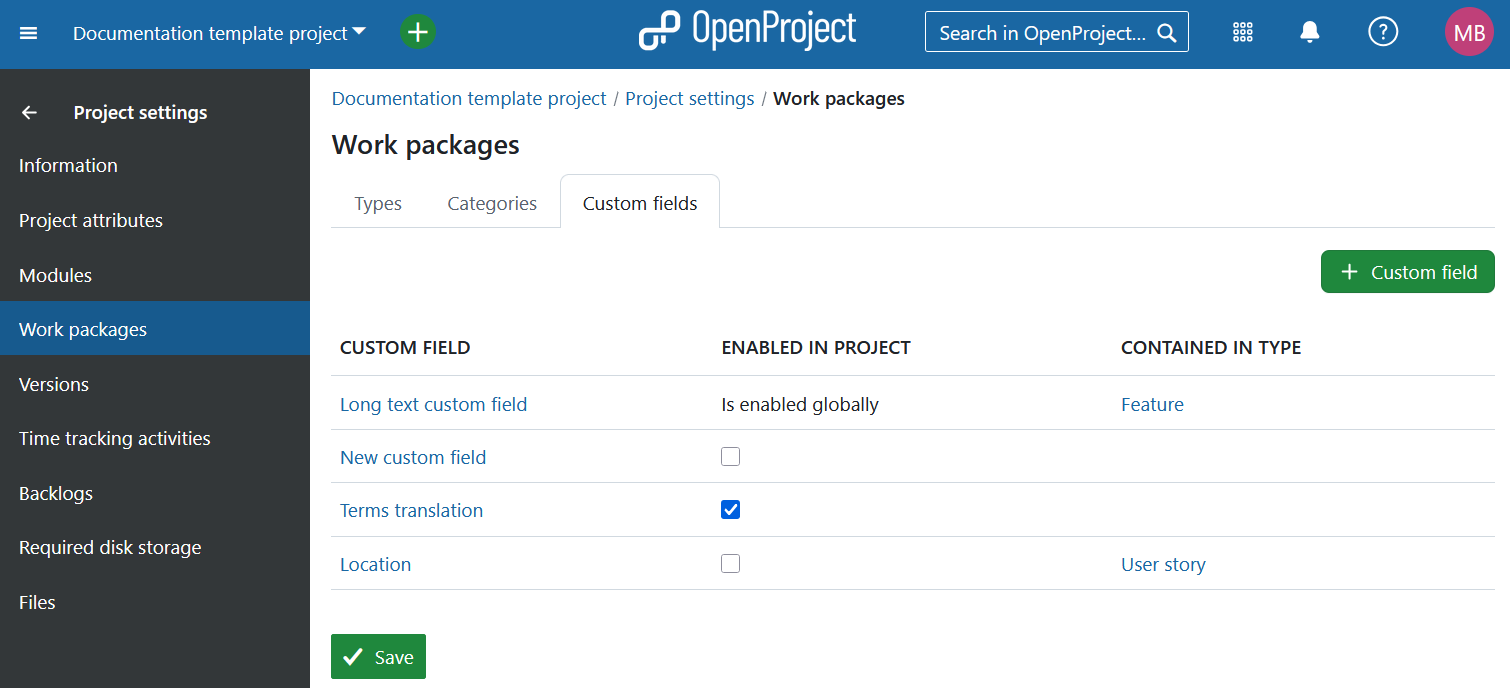 Documentation template project
OpenProject
Search in OpenProject...
?
MB
Project settings
Information
Project attributes
Modules
Work packages
Versions
Time tracking activities
Backlogs
Required disk storage
Files
Documentation template project / Project settings / Work packages
Work packages
Types Categories Custom fields
+ Custom field
CUSTOM FIELD ENABLED IN PROJECT CONTAINED IN TYPE
Long text custom field Is enabled globally Feature
New custom field
Terms translation
Location User story
Save